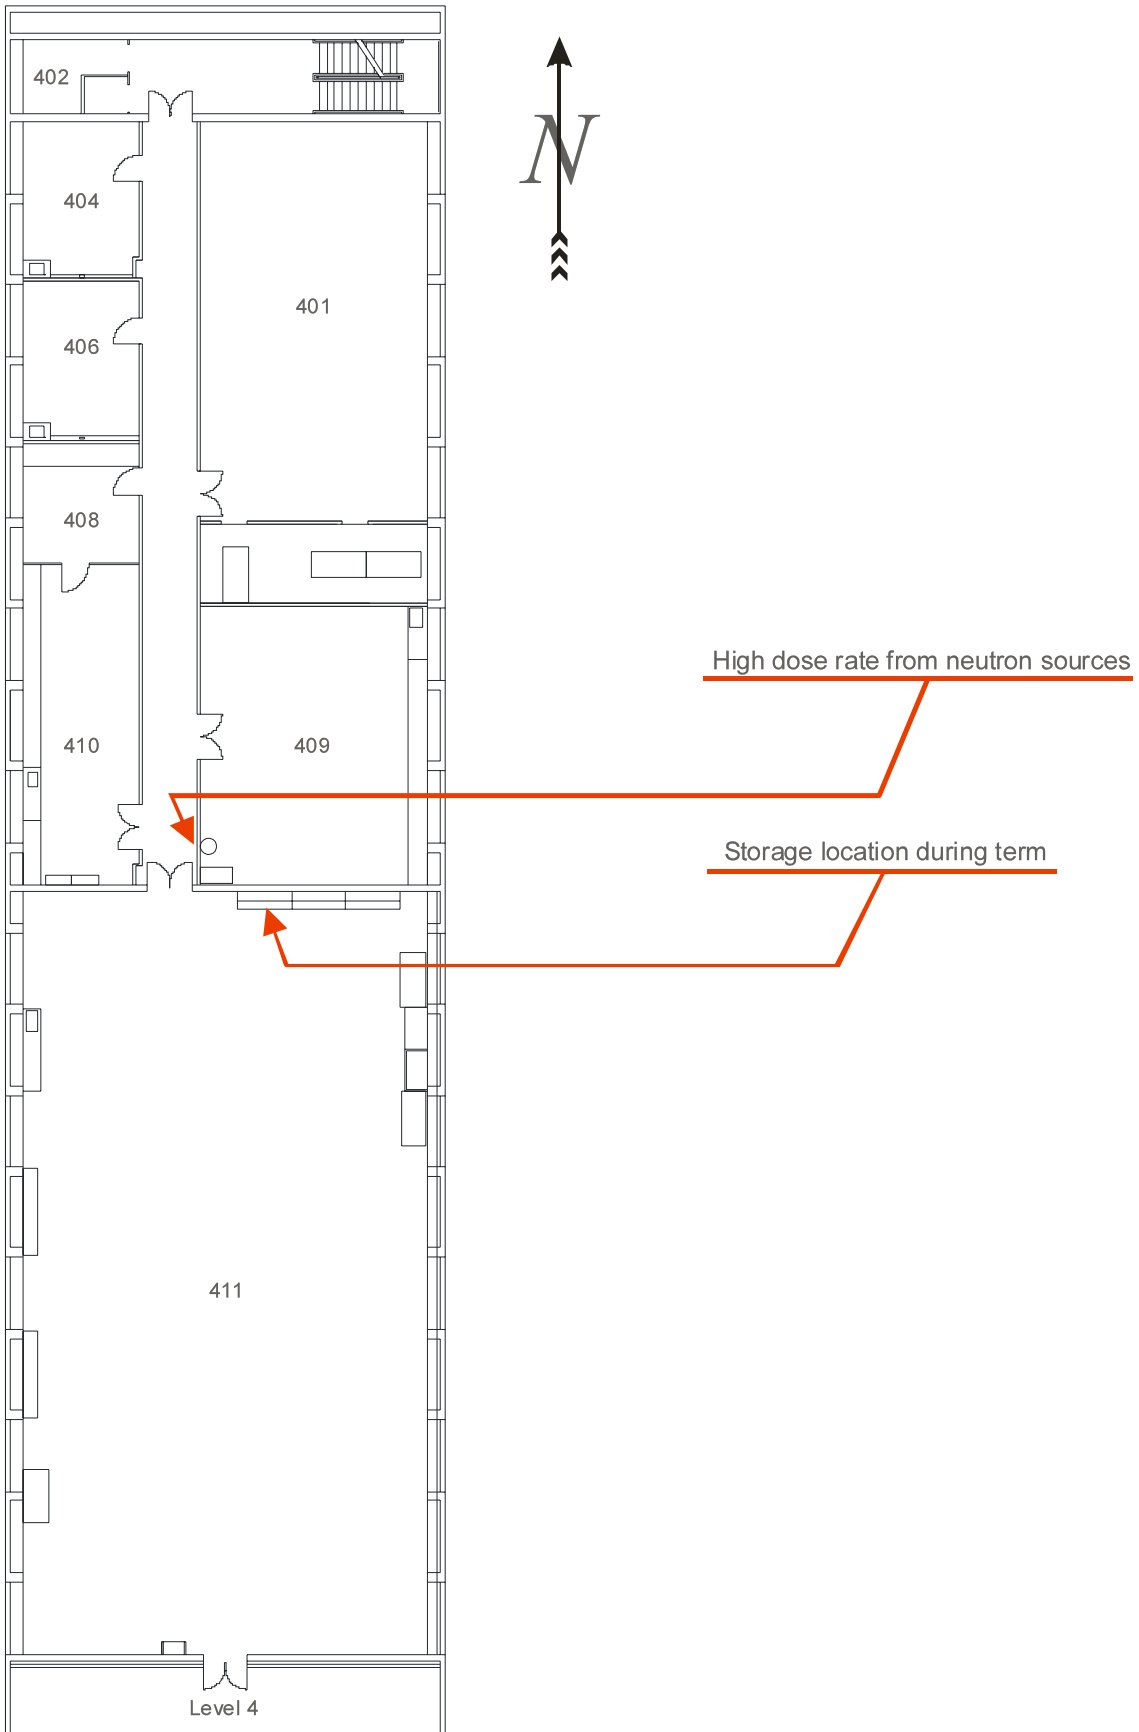 402
N
404
401
406
408
High dose rate from neutron sources
410
409
Storage location during term
411
Level 4